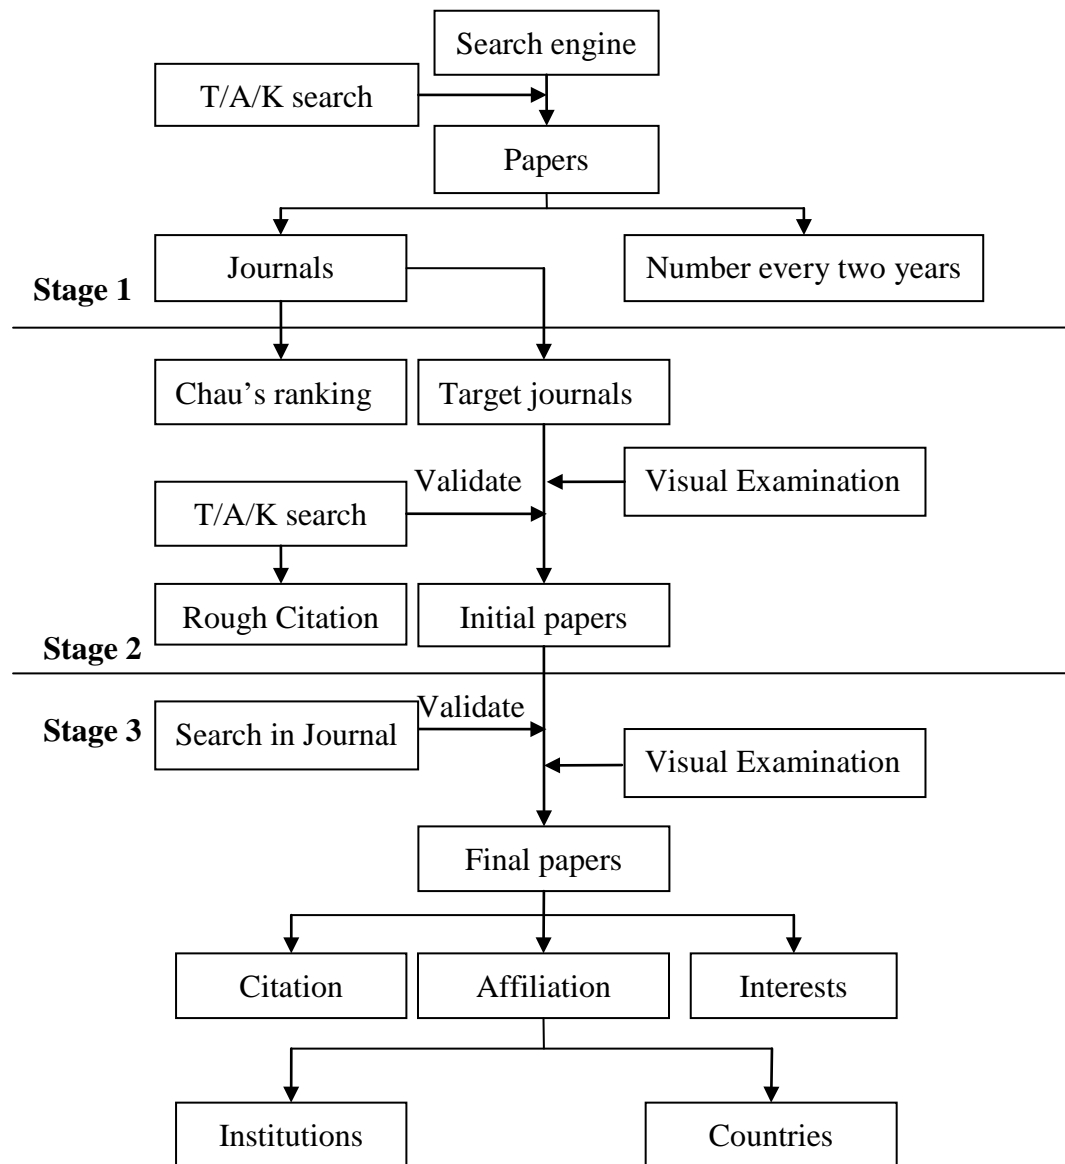 Search engine
T/A/K search
Papers
Journals
Number every two years
Stage 1
Chau’s ranking
Target journals
Validate
Visual Examination
T/A/K search
Rough Citation
Initial papers
Stage 2
Validate
Stage 3
Search in Journal
Visual Examination
Final papers
Citation
Affiliation
Interests
Institutions
Countries